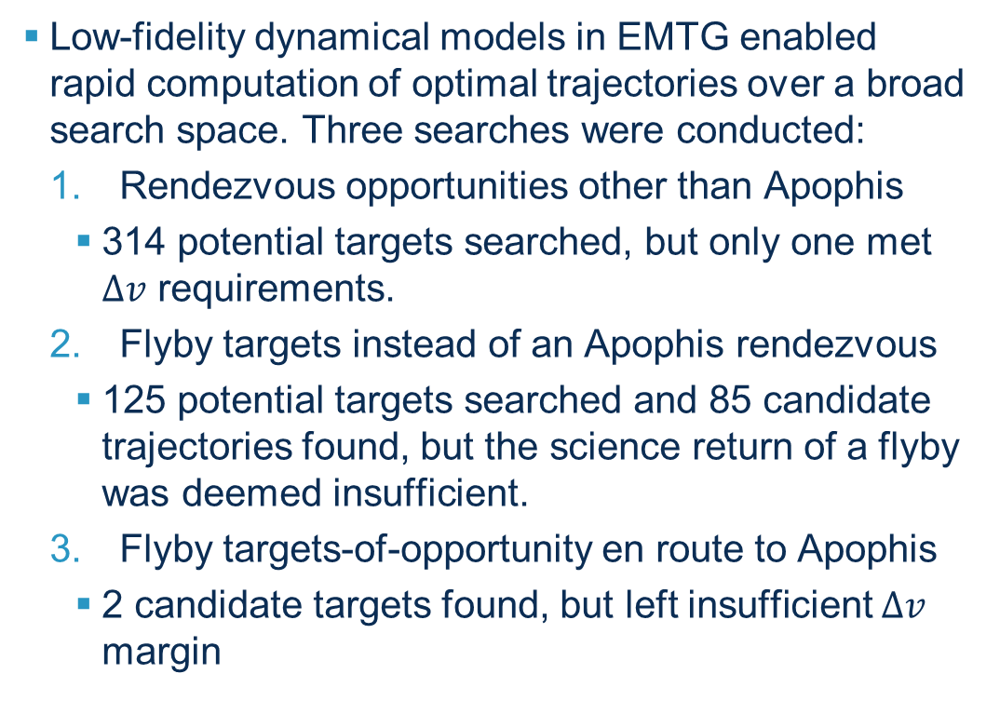 ▪ Low-fidelity dynamical models in EMTG enabled
rapid computation of optimal trajectories over a broad
search space. Three searches were conducted:
1. Rendezvous opportunities other than Apophis
▪ 314 potential targets searched, but only one met
Δ𝑣 requirements.
2. Flyby targets instead of an Apophis rendezvous
▪ 125 potential targets searched and 85 candidate
trajectories found, but the science return of a flyby
was deemed insufficient.
3. Flyby targets-of-opportunity en route to Apophis
▪ 2 candidate targets found, but left insufficient Δ𝑣
margin